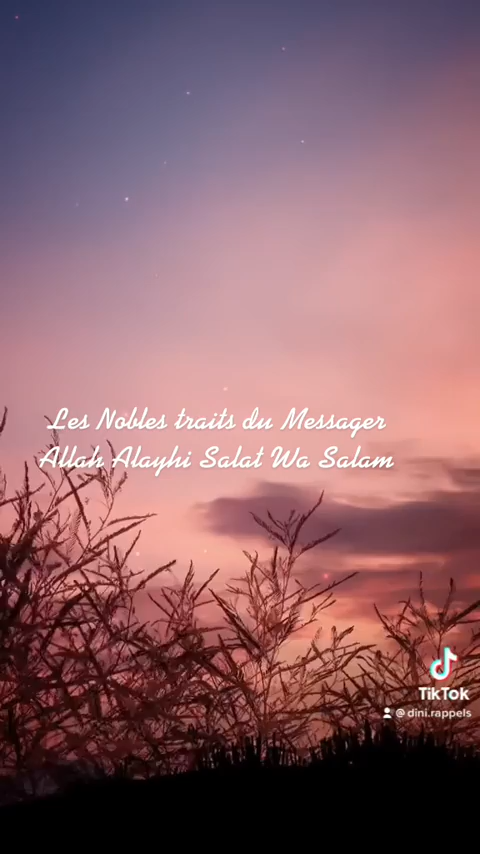 Les Nobles traits du Messager
Allah Alayhi Salat Wa Salam
TikTok
@dini.rappels